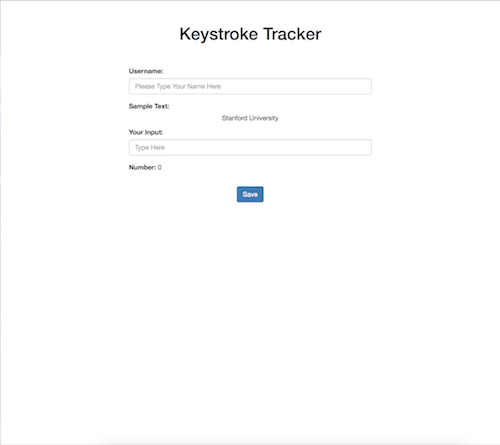 Keystroke Tracker
Username:
Please Type Your Name Here
Sample Text:
Stanford University
Your Input:
Type Here
Number: 0
Save